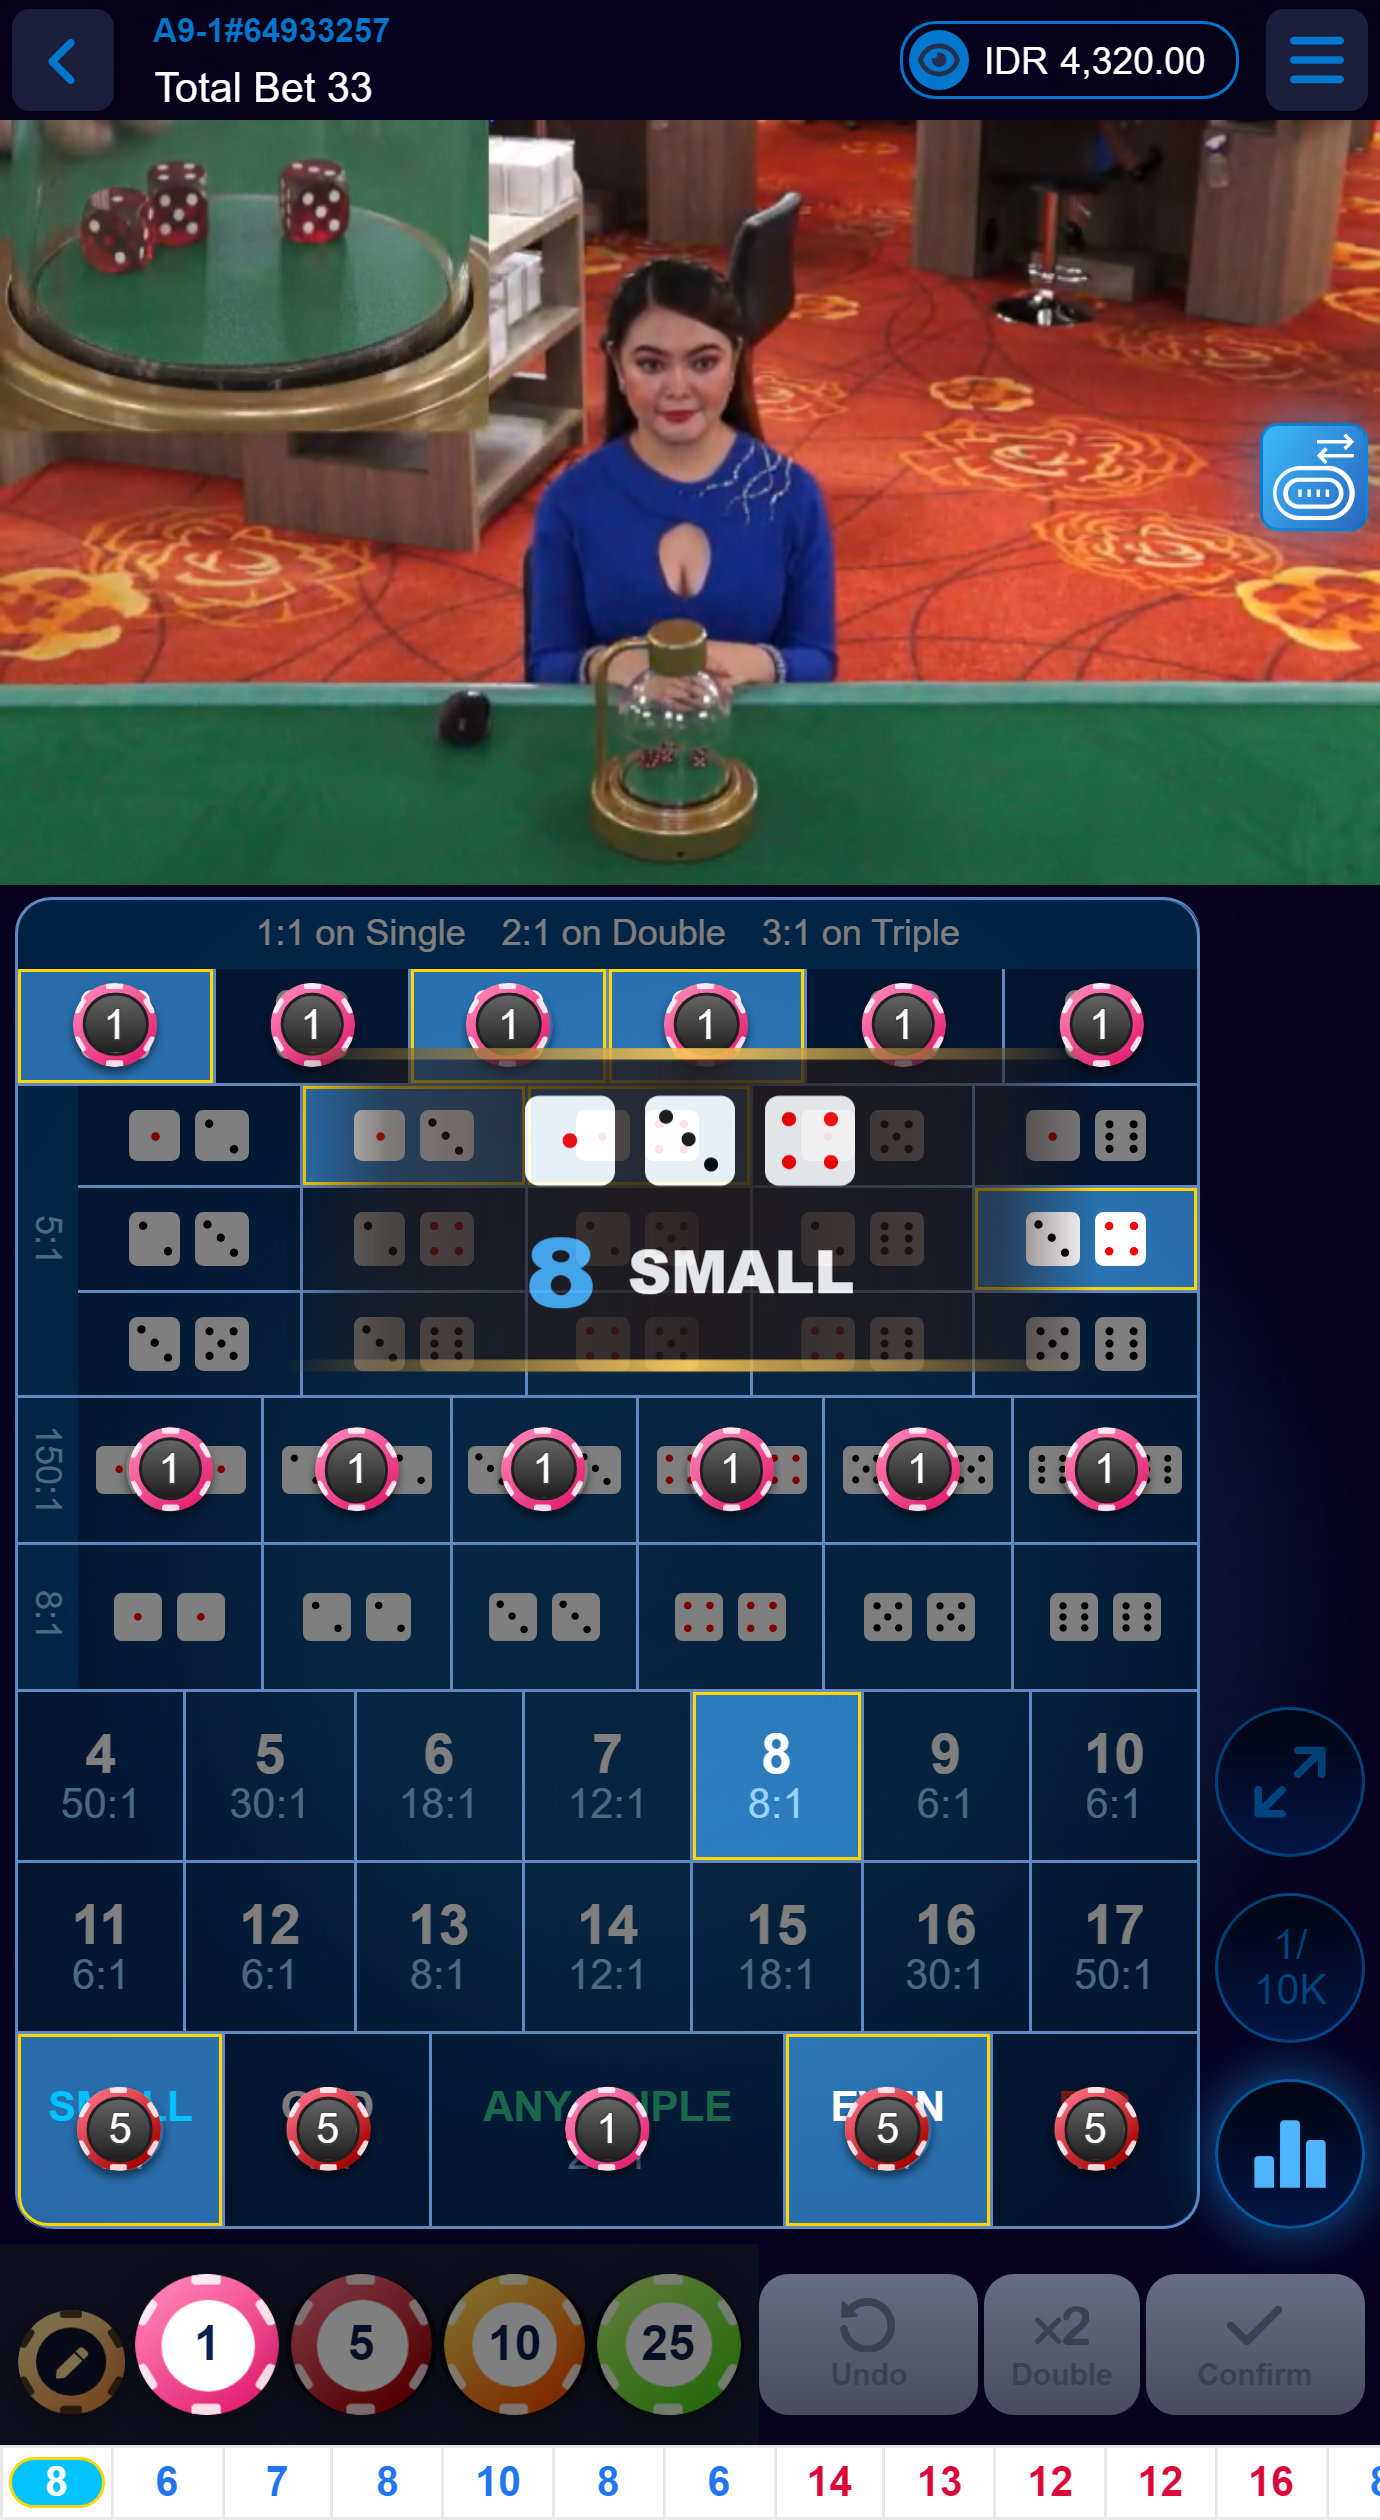 A9-1#64933257
Total Bet 33
IDR 4,320.00
1:1 on Single 2:1 on Double 3:1 on Triple
1 1 1 1 1 1
5:1
8 SMALL
150:1
1 1 1 1 1 1
8:1
4 5 6 7 8 9 10
50:1 30:1 18:1 12:1 8:1 6:1 6:1
11 12 13 14 15 16 17
6:1 6:1 8:1 12:1 18:1 30:1 50:1
1/
10K
5 5 1 5 5
1 5 10 25
x2
Undo Double Confirm
8 6 7 8 10 8 6 14 13 12 12 16